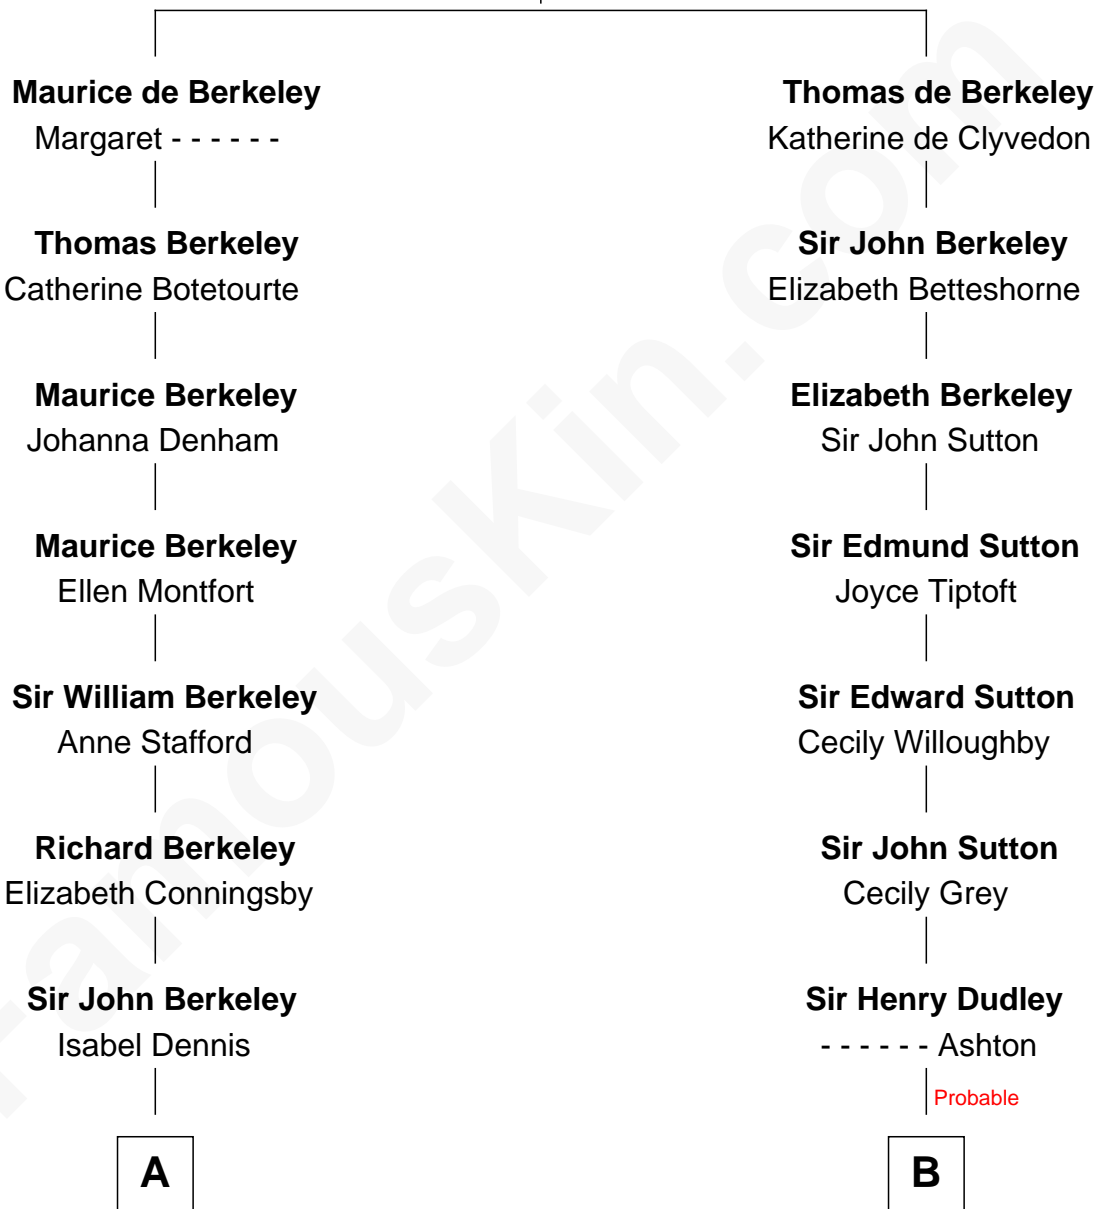 Maurice de Berkeley
Margaret - - - - - -
Thomas Berkeley
Catherine Botetourte
Maurice Berkeley
Johanna Denham
Maurice Berkeley
Ellen Montfort
Sir William Berkeley
Anne Stafford
Richard Berkeley
Elizabeth Conningsby
Sir John Berkeley
Isabel Dennis
A
Thomas de Berkeley
Katherine de Clyvedon
Sir John Berkeley
Elizabeth Betteshorne
Elizabeth Berkeley
Sir John Sutton
Sir Edmund Sutton
Joyce Tiptoft
Sir Edward Sutton
Cecily Willoughby
Sir John Sutton
Cecily Grey
Sir Henry Dudley
- - - - - - Ashton
Probable
B
FamousKin.com